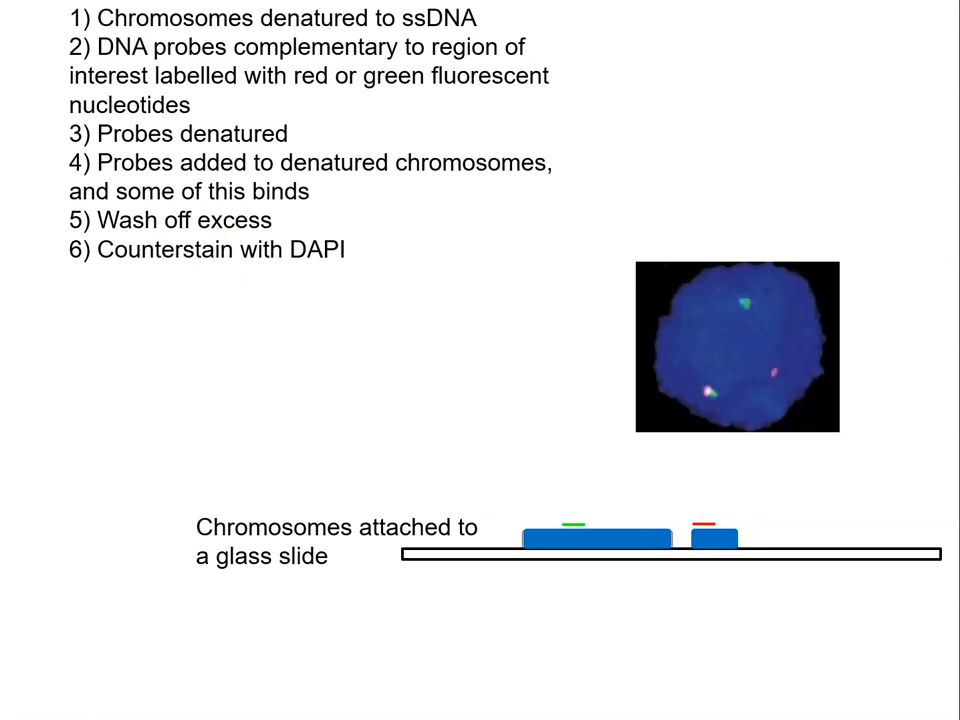 1) Chromosomes denatured to ssDNA
2) DNA probes complementary to region of
interest labelled with red or green fluorescent
nucleotides
3) Probes denatured
4) Probes added to denatured chromosomes,
and some of this binds
5) Wash off excess
6) Counterstain with DAPI
Chromosomes attached to
a glass slide